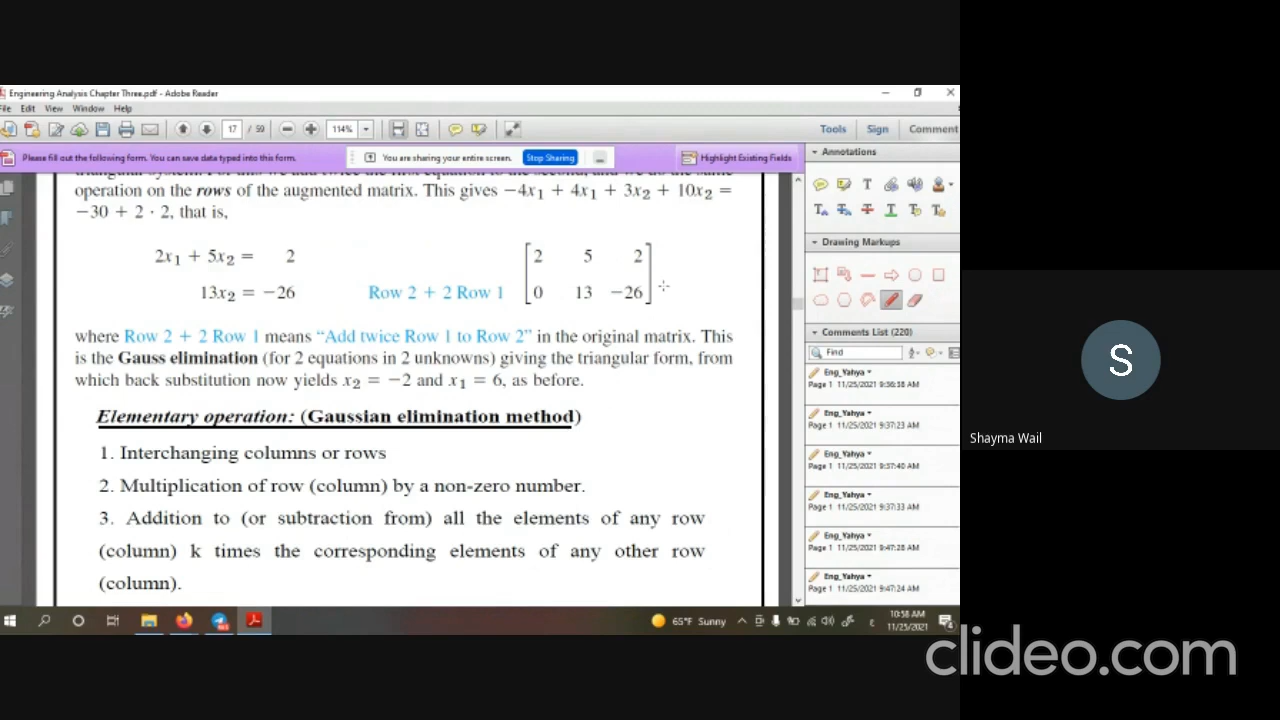 Engineering Analysis Chapter Three.pdf - Adobe Reader
File Edit View Window Help
17 / 59 114% Tools Sign Comment
Please fill out the following form. You can save data typed into this form.
You are sharing your entire screen. Stop Sharing
Highlight Existing Fields
operation on the rows of the augmented matrix. This gives −4x₁ + 4x₁ + 3x₂ + 10x₂ =
−30 + 2 · 2, that is,
2x₁ + 5x₂ = 2
13x₂ = −26
Row 2 + 2 Row 1
2 5 2
0 13 −26
where Row 2 + 2 Row 1 means “Add twice Row 1 to Row 2” in the original matrix. This
is the Gauss elimination (for 2 equations in 2 unknowns) giving the triangular form, from
which back substitution now yields x₂ = −2 and x₁ = 6, as before.
Elementary operation: (Gaussian elimination method)
1. Interchanging columns or rows
2. Multiplication of row (column) by a non-zero number.
3. Addition to (or subtraction from) all the elements of any row
(column) k times the corresponding elements of any other row
(column).
Annotations
Drawing Markups
Comments List (220)
Find
Eng_Yahya
Page 1 11/25/2021 9:36:38 AM
Eng_Yahya
Page 1 11/25/2021 9:37:23 AM
Eng_Yahya
Page 1 11/25/2021 9:37:40 AM
Eng_Yahya
Page 1 11/25/2021 9:37:33 AM
Eng_Yahya
Page 1 11/25/2021 9:47:28 AM
Eng_Yahya
Page 1 11/25/2021 9:47:24 AM
65°F Sunny
10:58 AM
11/25/2021
S
Shayma Wail
clideo.com